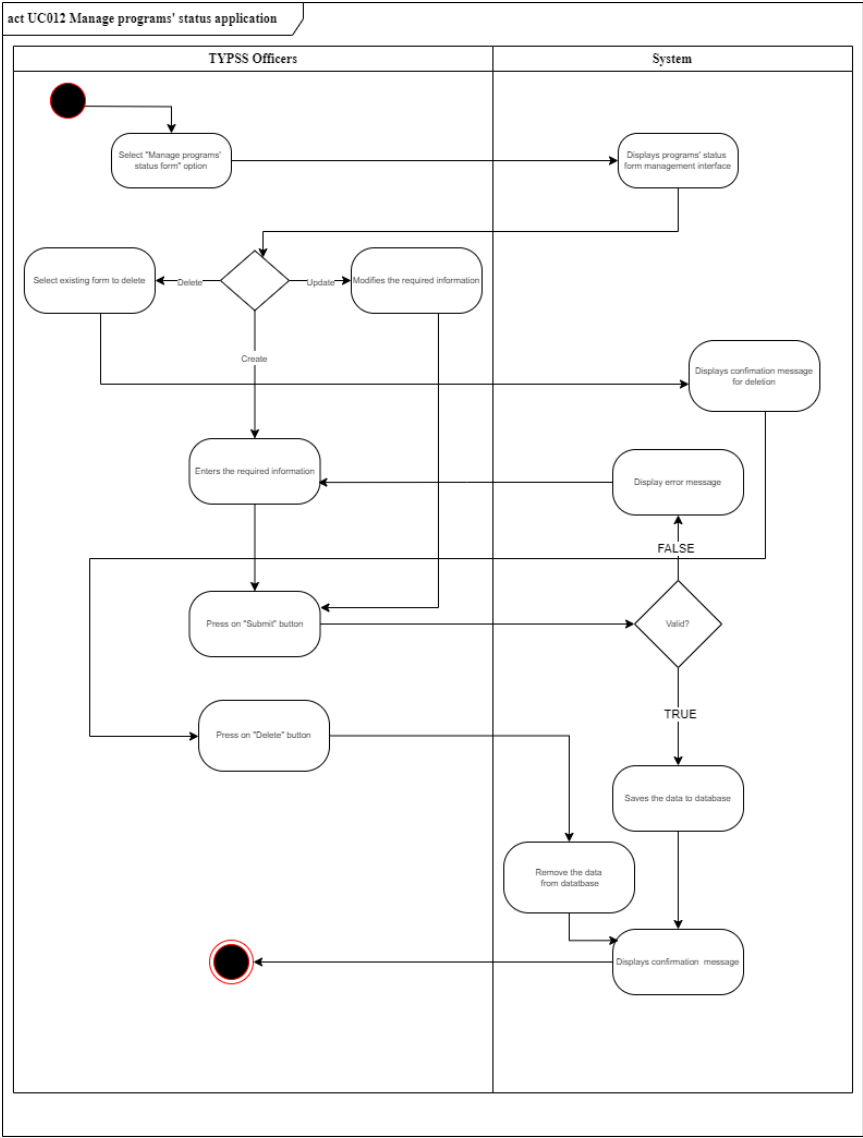 act UC012 Manage programs' status application
TYPSS Officers
System
Select "Manage programs'
status form" option
Displays programs' status
form management interface
Select existing form to delete
Delete
Update
Modifies the required information
Create
Displays confimation message
for deletion
Enters the required information
Display error message
FALSE
Press on "Submit" button
Valid?
TRUE
Press on "Delete" button
Saves the data to database
Remove the data
from datatbase
Displays confirmation message